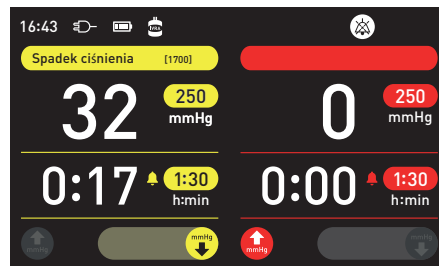 16:43
Spadek ciśnienia [1700]
32 250 mmHg
0 250 mmHg
0:17 1:30 h:min
0:00 1:30 h:min
mmHg mmHg
mmHg mmHg